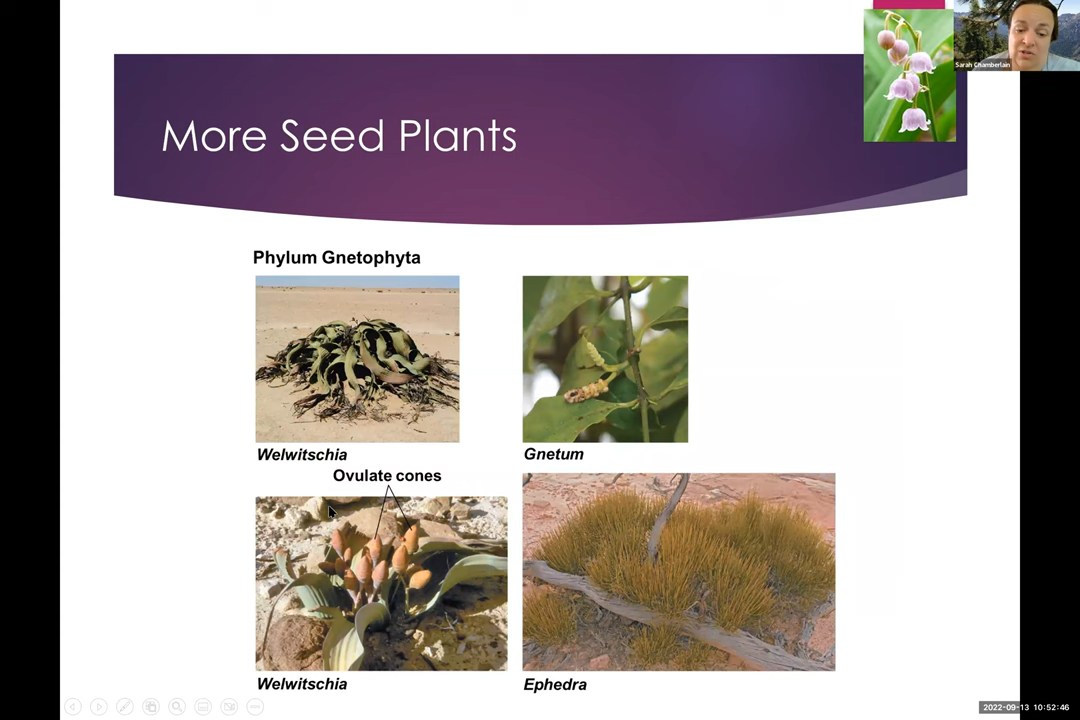 Sarah Chamberlain
More Seed Plants
Phylum Gnetophyta
Welwitschia
Gnetum
Ovulate cones
Welwitschia
Ephedra
2022-09-13 10:52:46